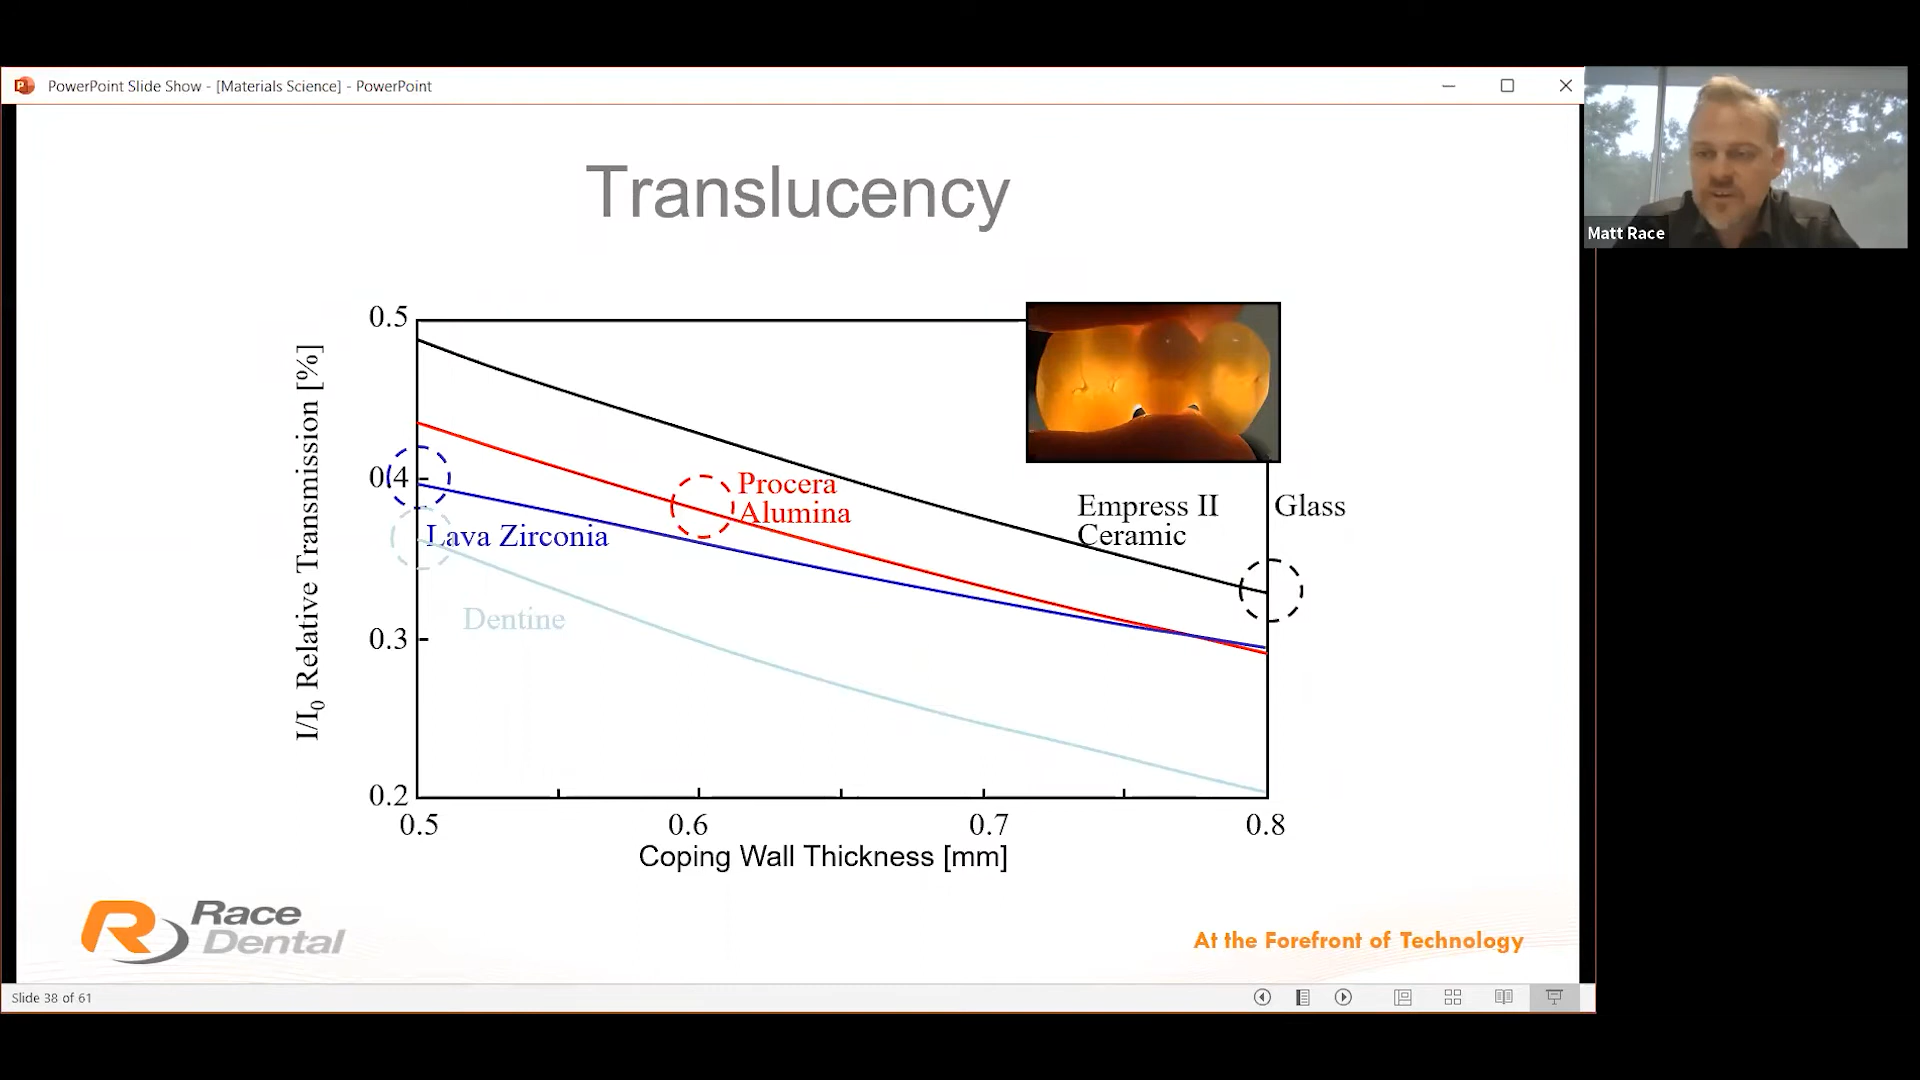 PowerPoint Slide Show - [Materials Science] - PowerPoint
Matt Race
Translucency
I/I₀ Relative Transmission [%]
0.5
0.4
0.3
0.2
Procera
Alumina
Empress II
Ceramic
Glass
Lava Zirconia
Dentine
0.5
0.6
0.7
0.8
Coping Wall Thickness [mm]
R Race
Dental
At the Forefront of Technology
Slide 38 of 61